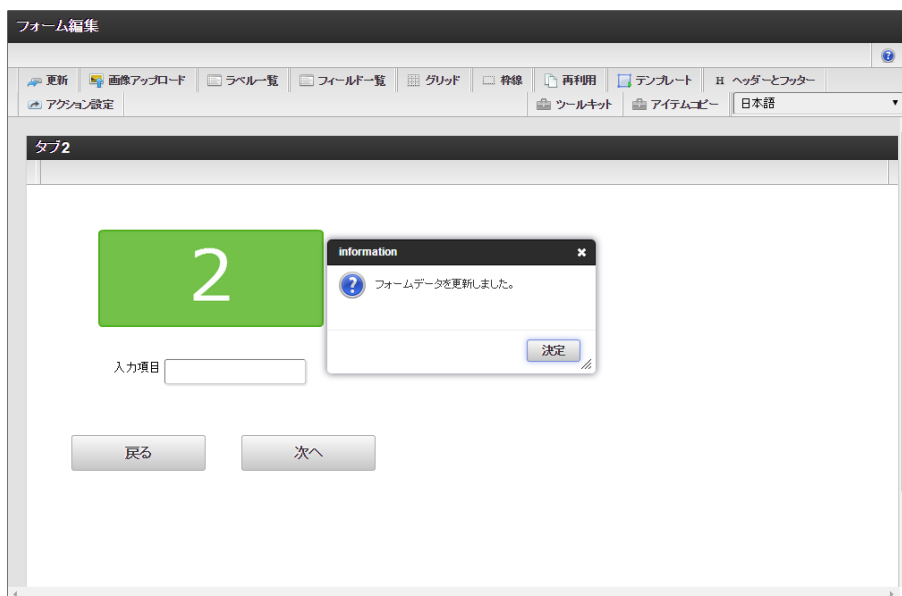 フォーム編集
更新 画像アップロード ラベル一覧 フィールド一覧 グリッド 枠線 再利用 テンプレート H ヘッダーとフッター
アクション設定 ツールキット アイテムコピー 日本語
タブ2
2
information
フォームデータを更新しました。
決定
入力項目
戻る 次へ